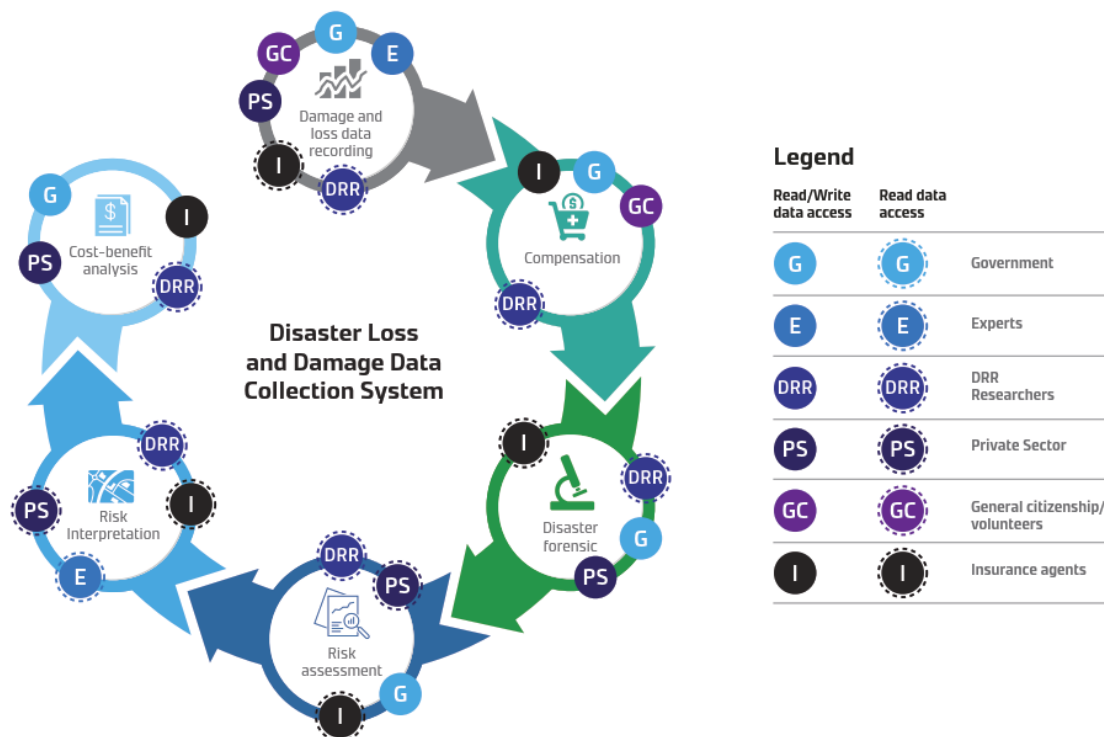 G
GC
E
PS
Damage and
loss data
recording
I
DRR
I
G
GC
Compensation
DRR
I
DRR
Disaster
forensic
G
PS
DRR
PS
Risk
assessment
G
I
DRR
PS
I
Risk
Interpretation
E
G
I
Cost-benefit
analysis
PS
DRR
Disaster Loss
and Damage Data
Collection System
Legend
Read/Write
data access
Read data
access
G G Government
E E Experts
DRR DRR DRR
Researchers
PS PS Private Sector
GC GC General citizenship/
volunteers
I I Insurance agents